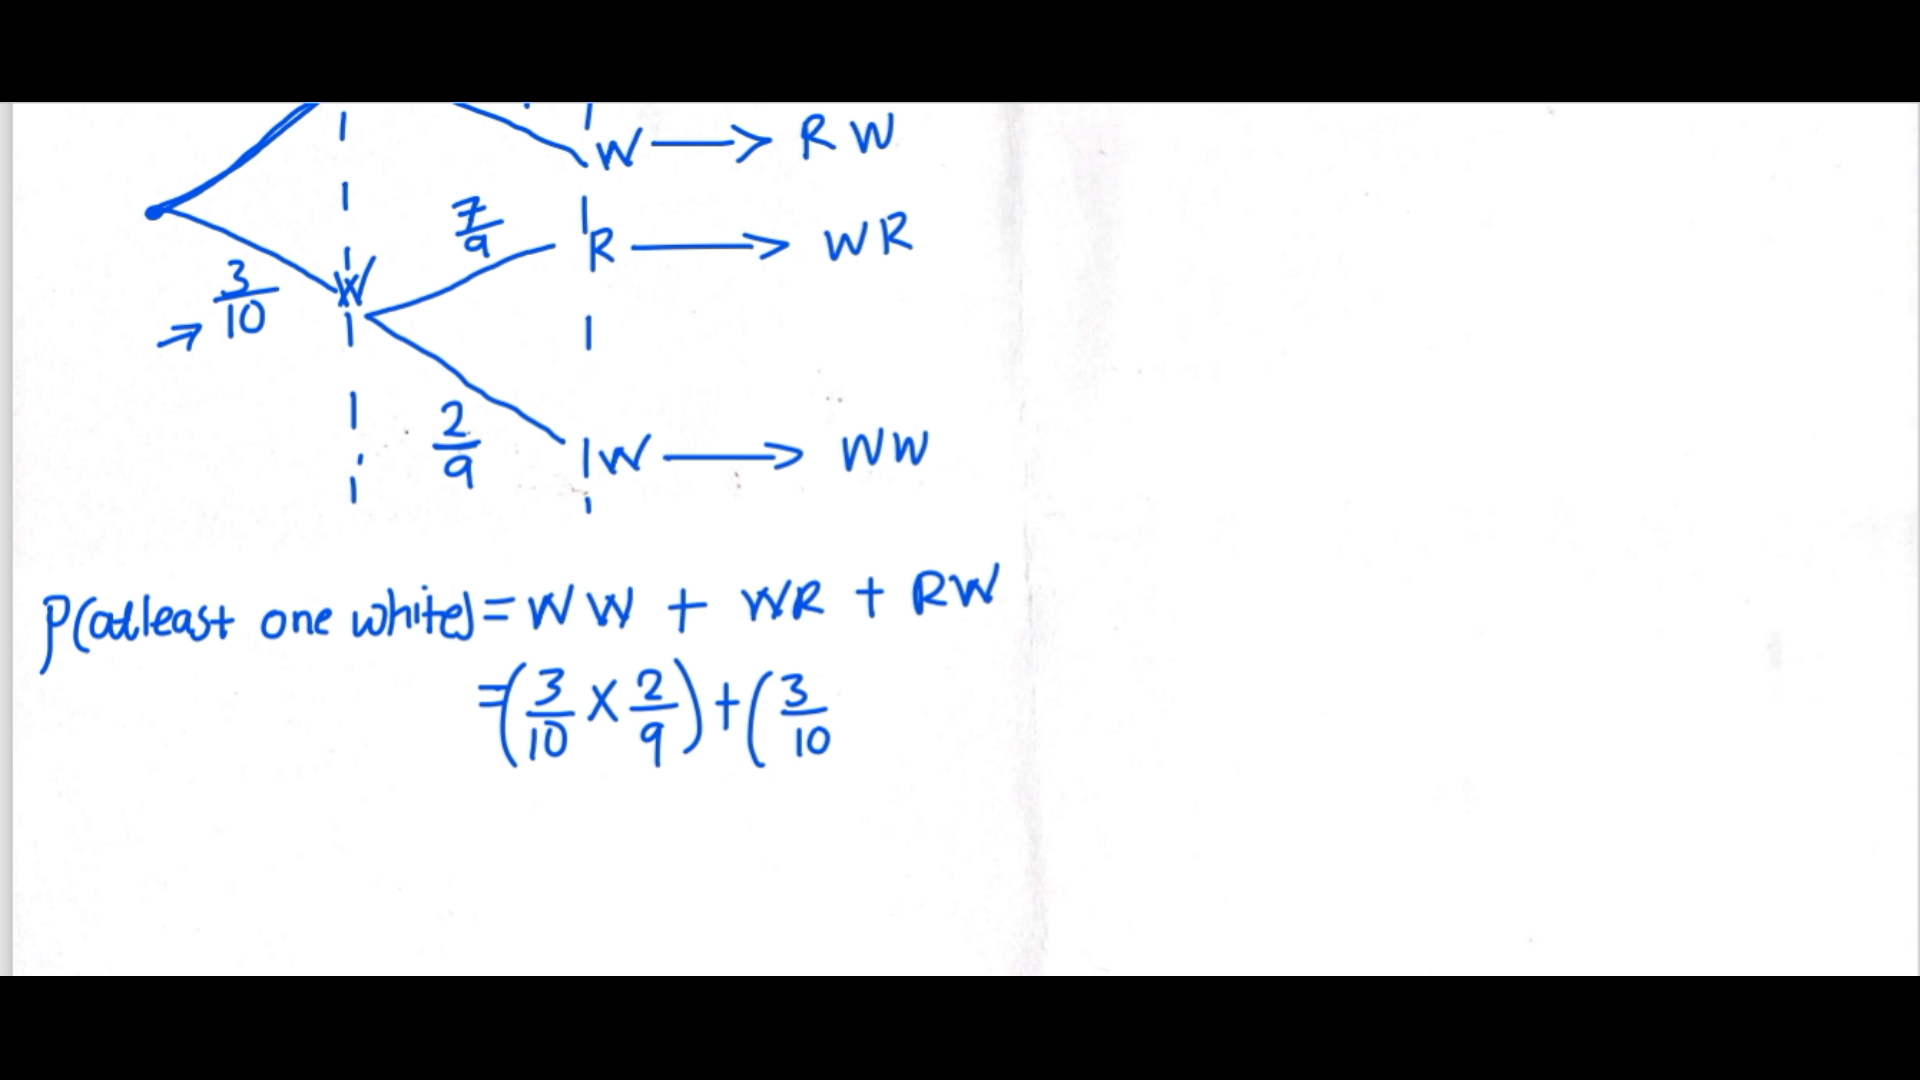 W → RW
7/9
R → WR
3/10
W
→
2/9
W → WW
P(atleast one white) = WW + WR + RW
= (3/10 × 2/9) + (3/10